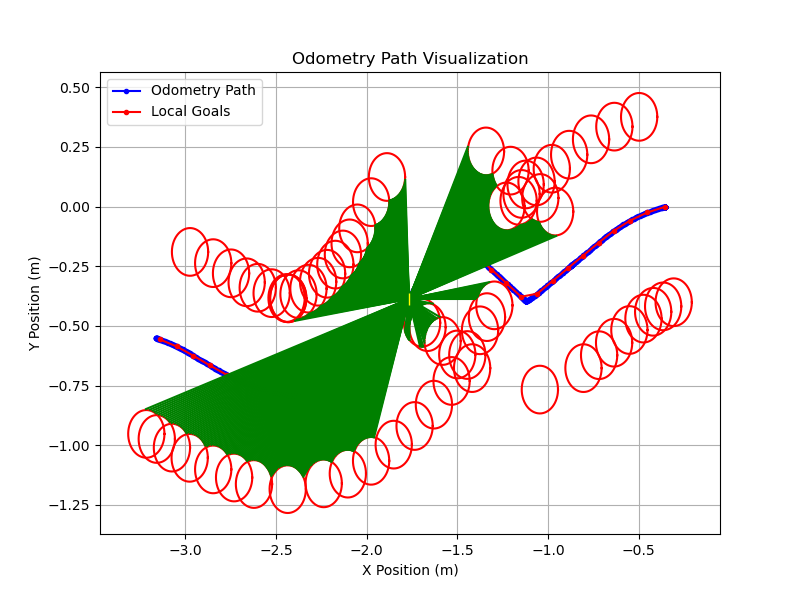 Odometry Path Visualization
Odometry Path
Local Goals
0.50
0.25
0.00
−0.25
−0.50
−0.75
−1.00
−1.25
Y Position (m)
−3.0 −2.5 −2.0 −1.5 −1.0 −0.5
X Position (m)